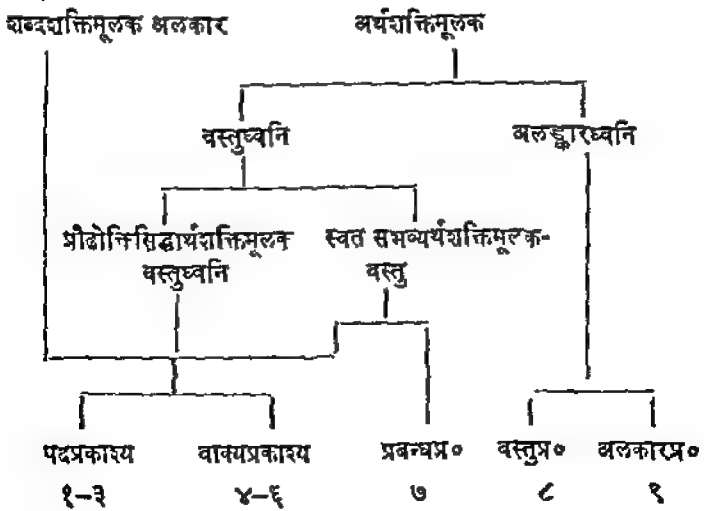 शब्दशक्तिमूलक अलकार अर्थशक्तिमूलक
वस्तुध्वनि अलङ्कारध्वनि
प्रौढोक्तिसिद्धार्थशक्तिमूलक स्वत सभव्यर्थशक्तिमूलक-
वस्तुध्वनि वस्तु
पदप्रकाश्य वाक्यप्रकाश्य प्रबन्धप्र० वस्तुप्र० अलकारप्र०
१-३ ४-६ ७ ८ ९